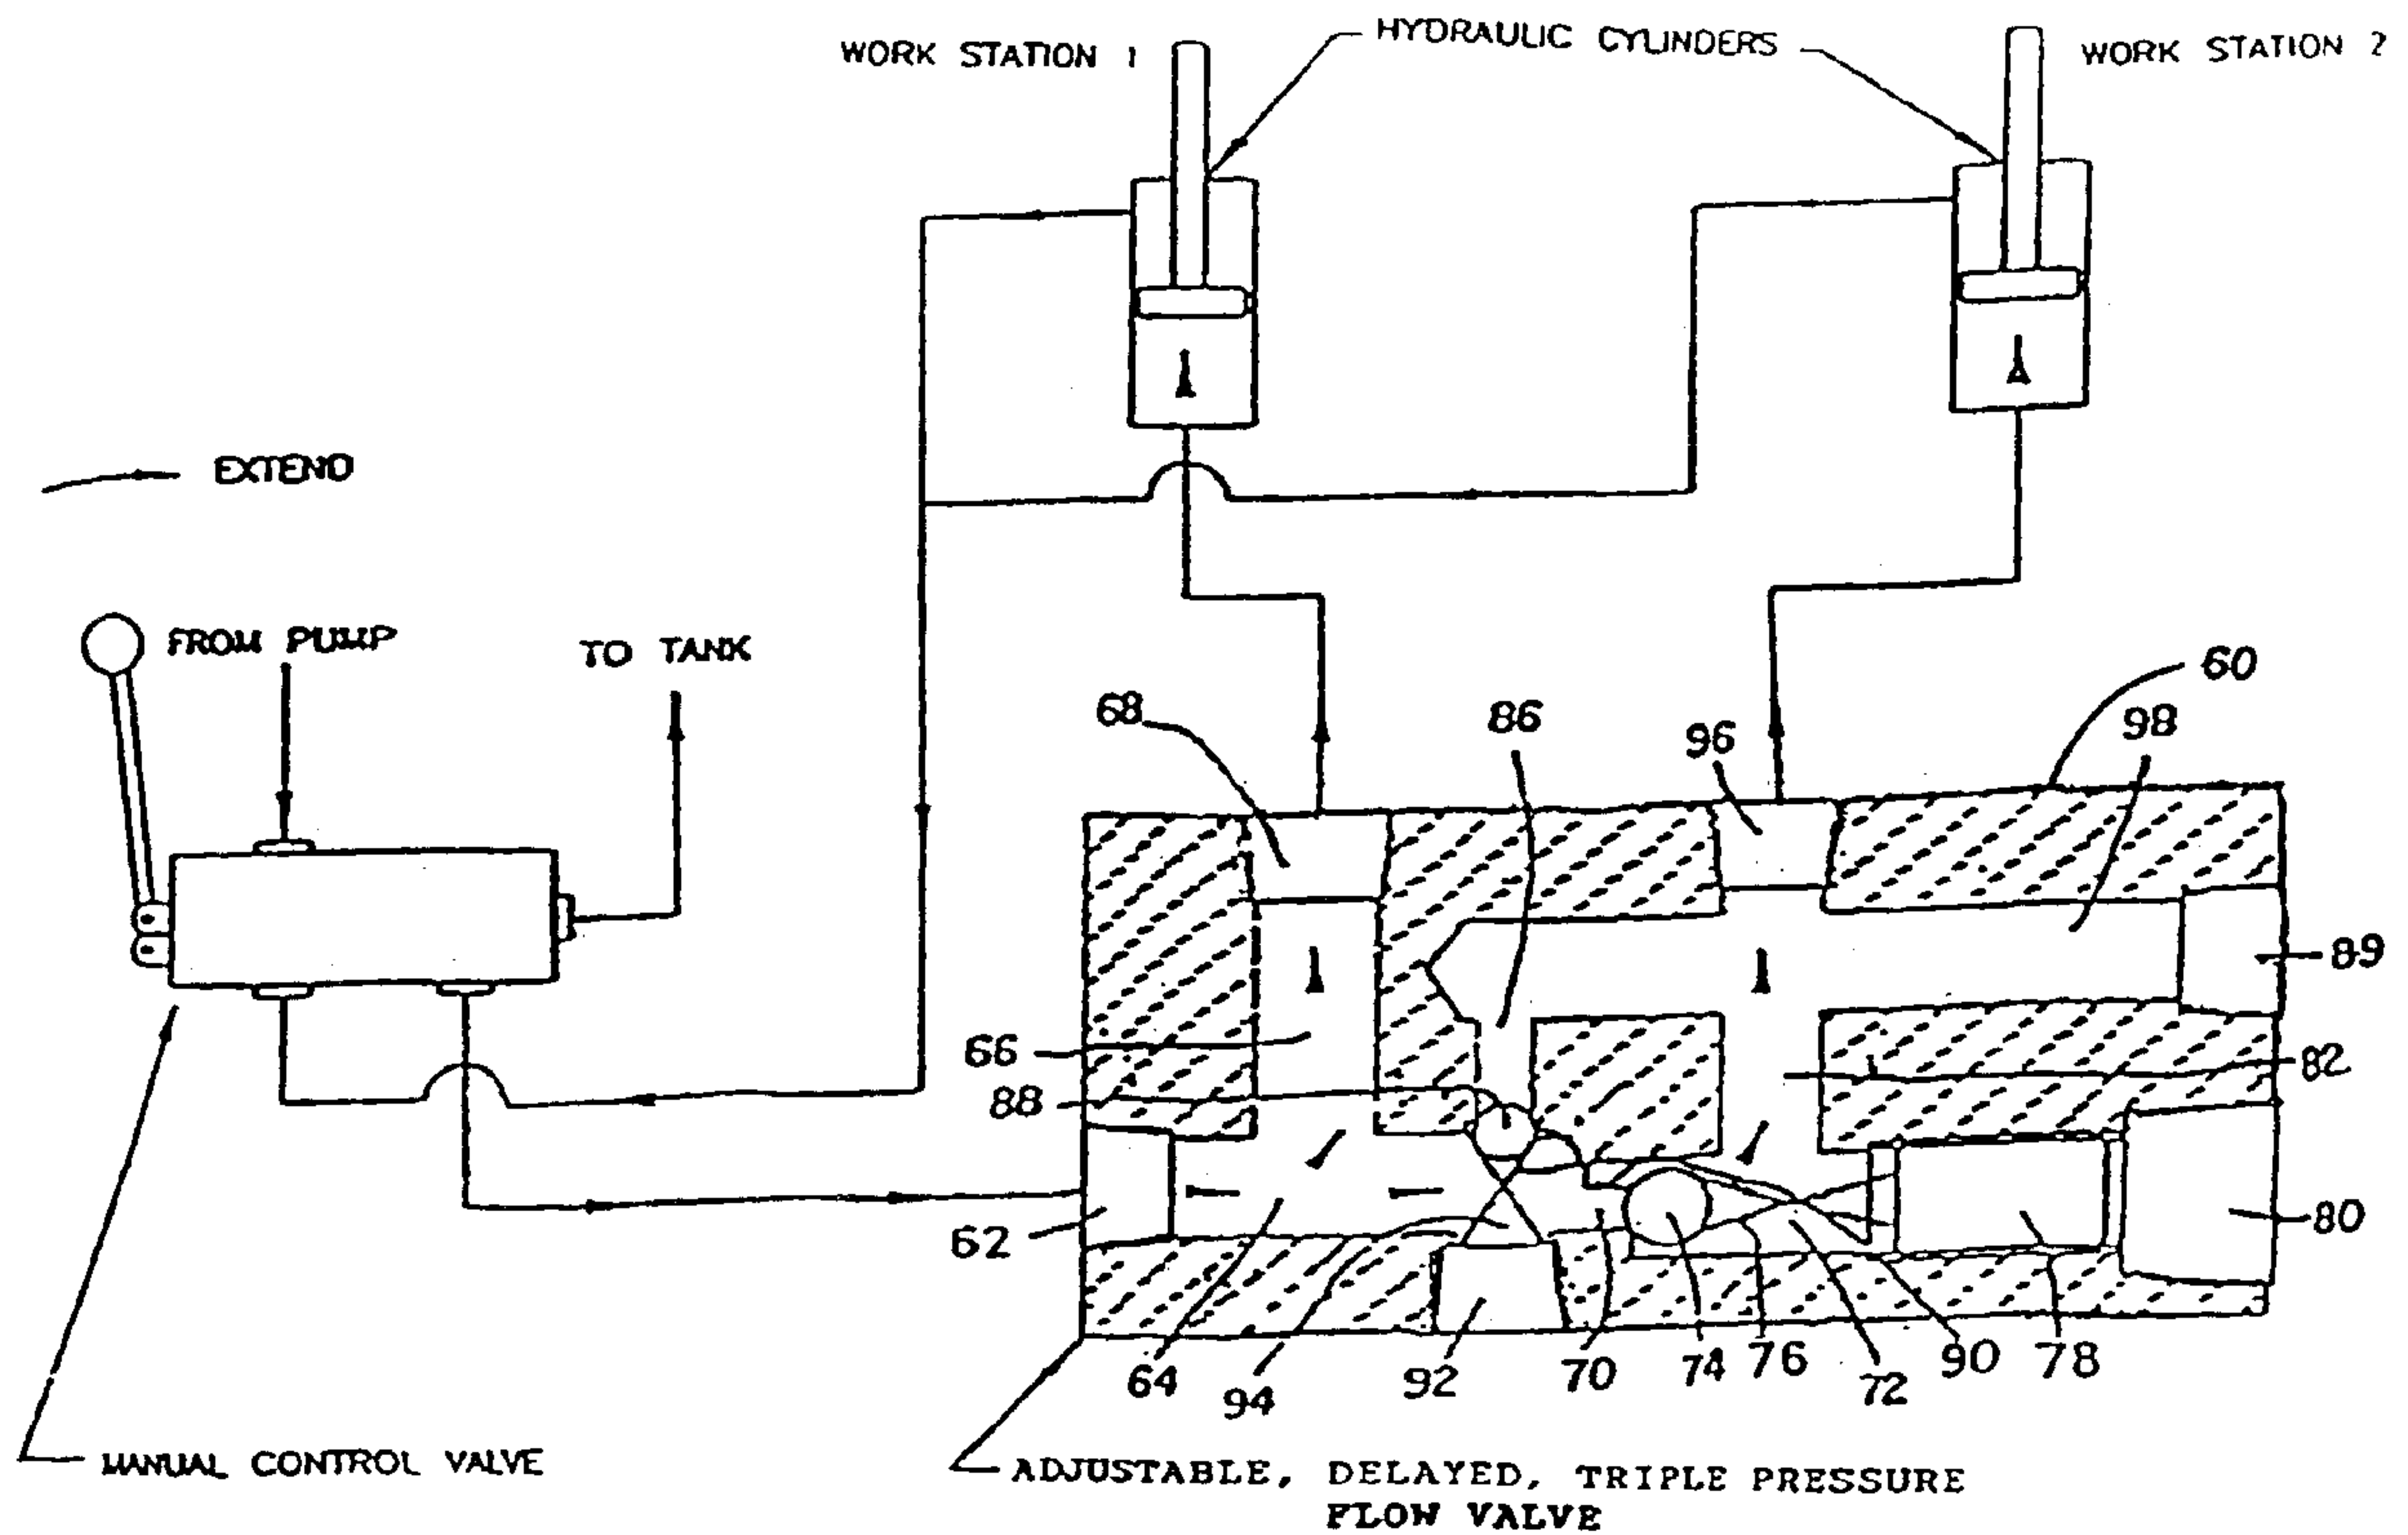 WORK STATION 1
HYDRAULIC CYLINDERS
WORK STATION 2
EXTEND
FROM PUMP
TO TANK
60
68
86
96
98
89
66
82
88
62
80
64
94
92
70
74
76
72
90
78
MANUAL CONTROL VALVE
ADJUSTABLE, DELAYED, TRIPLE PRESSURE
FLOW VALVE